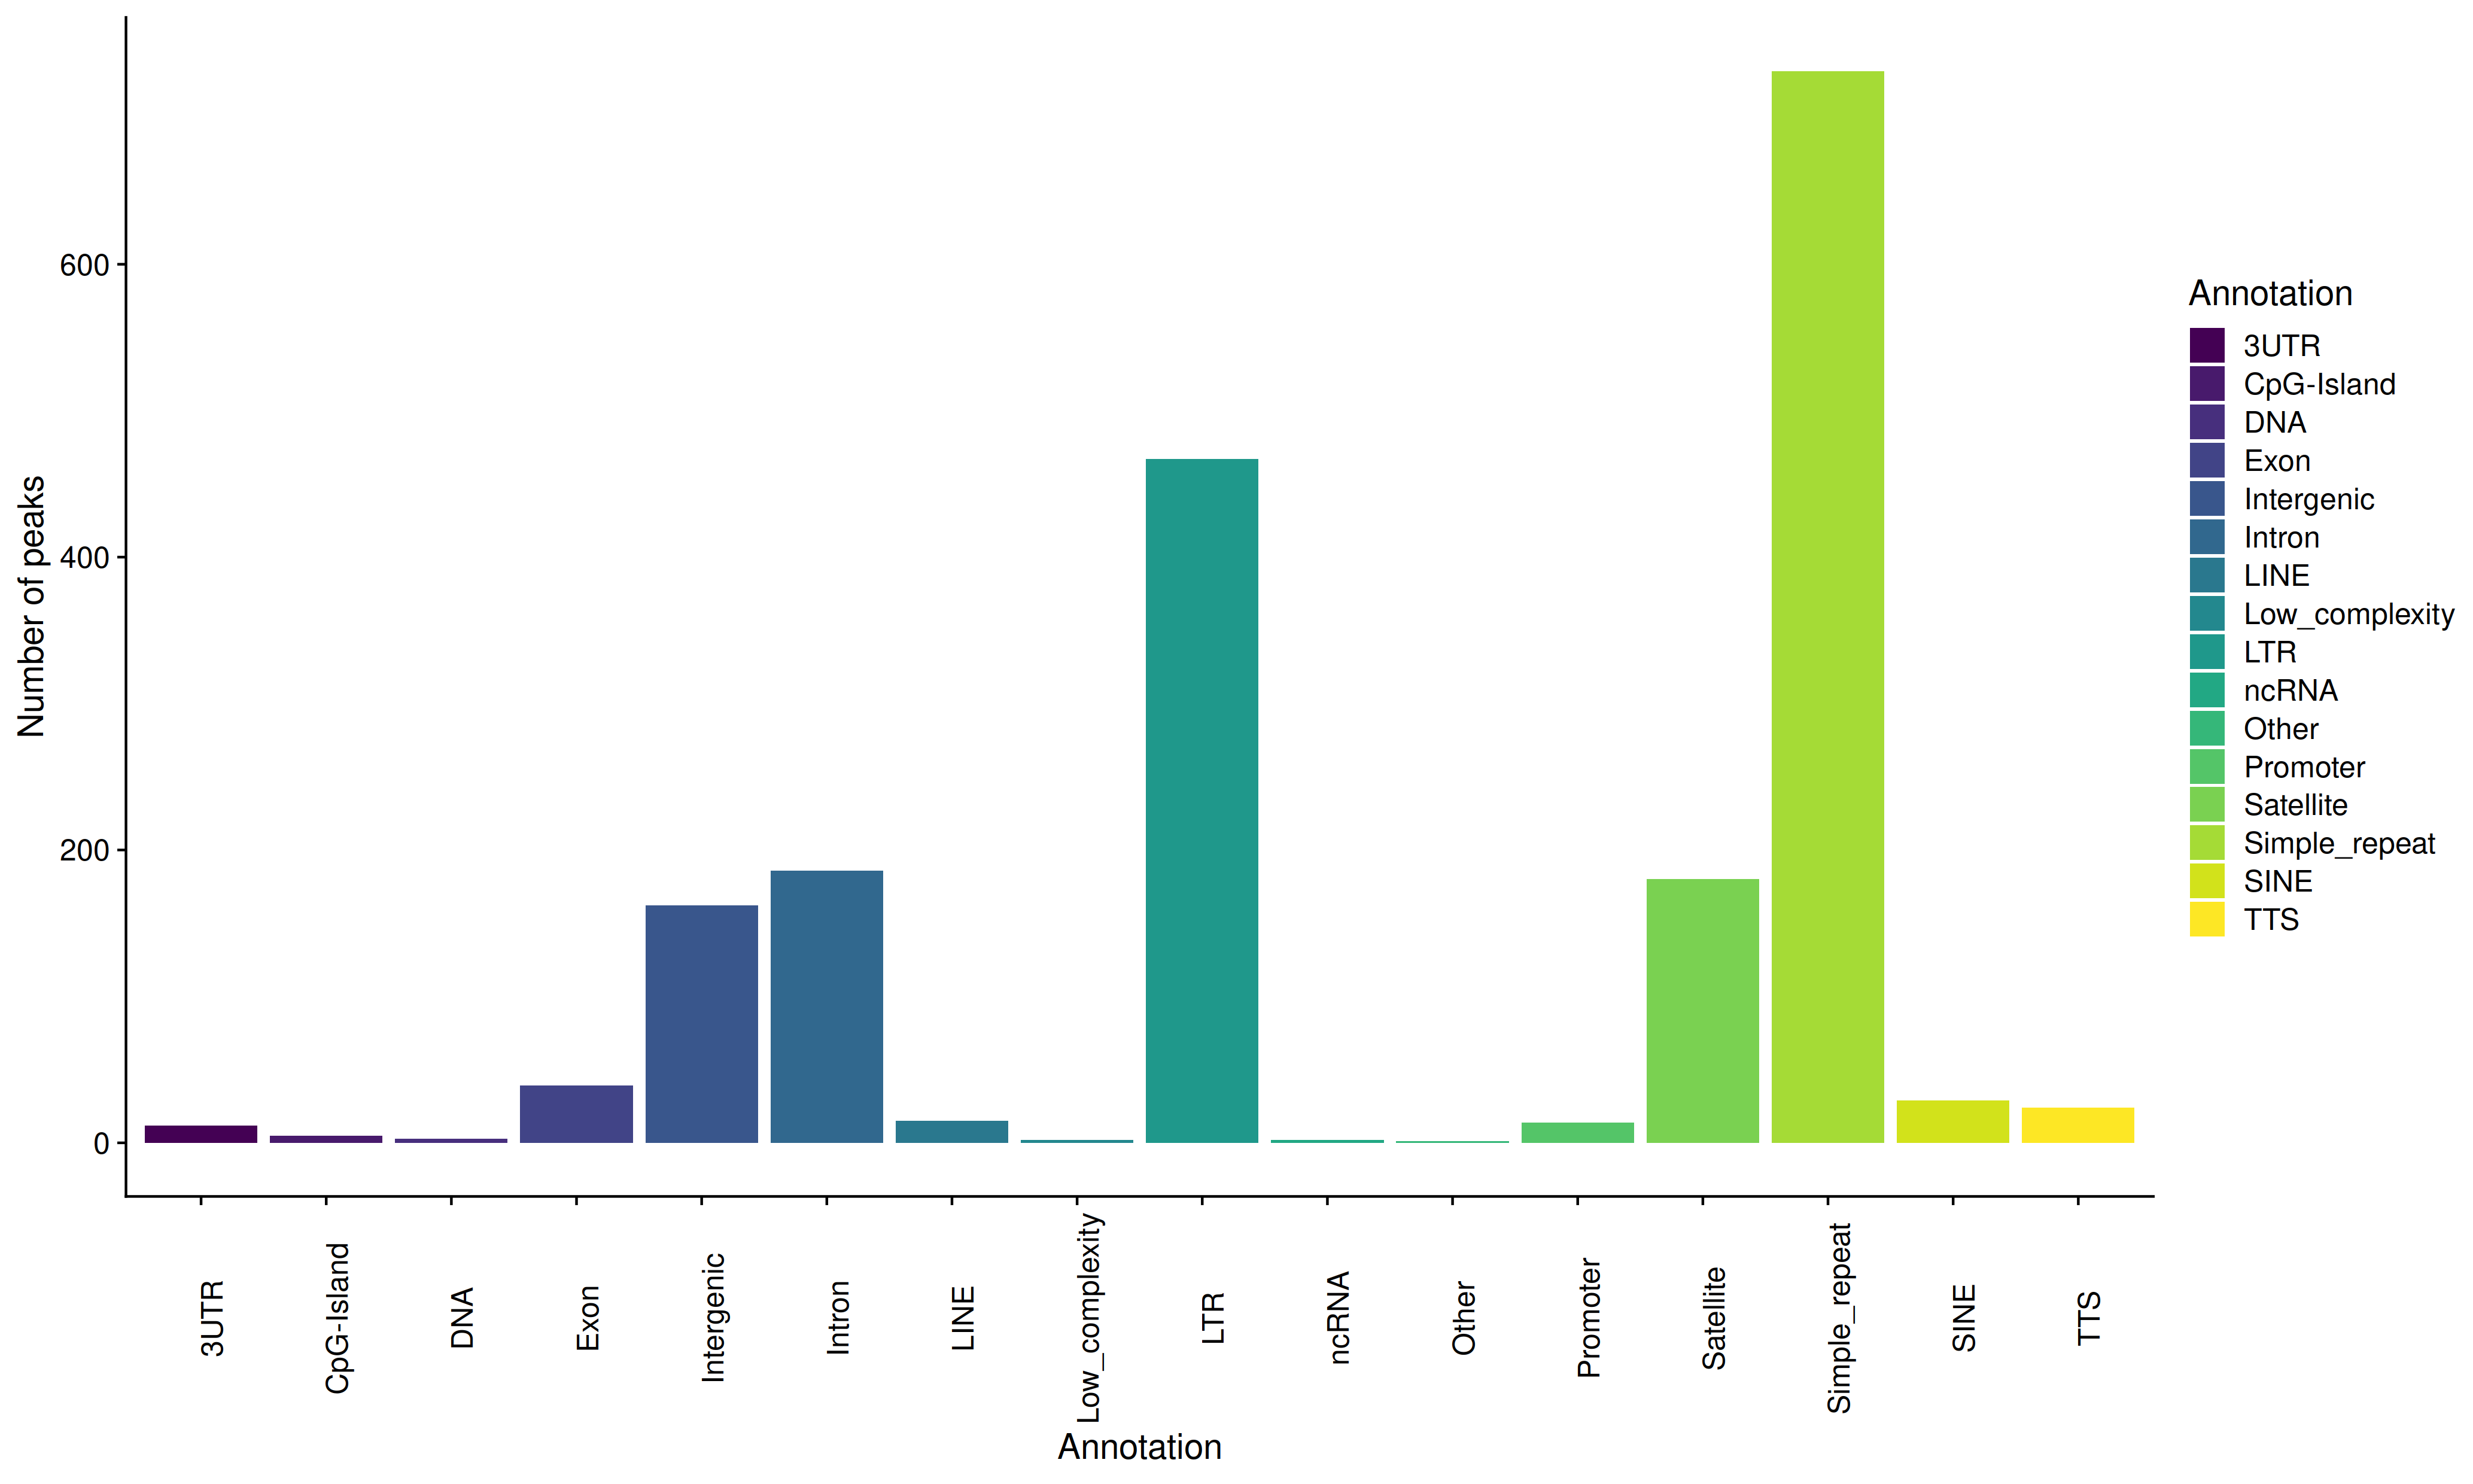 Number of peaks
600
400
200
0
3UTR
CpG-Island
DNA
Exon
Intergenic
Intron
LINE
Low_complexity
LTR
ncRNA
Other
Promoter
Satellite
Simple_repeat
SINE
TTS
Annotation
Annotation
3UTR
CpG-Island
DNA
Exon
Intergenic
Intron
LINE
Low_complexity
LTR
ncRNA
Other
Promoter
Satellite
Simple_repeat
SINE
TTS